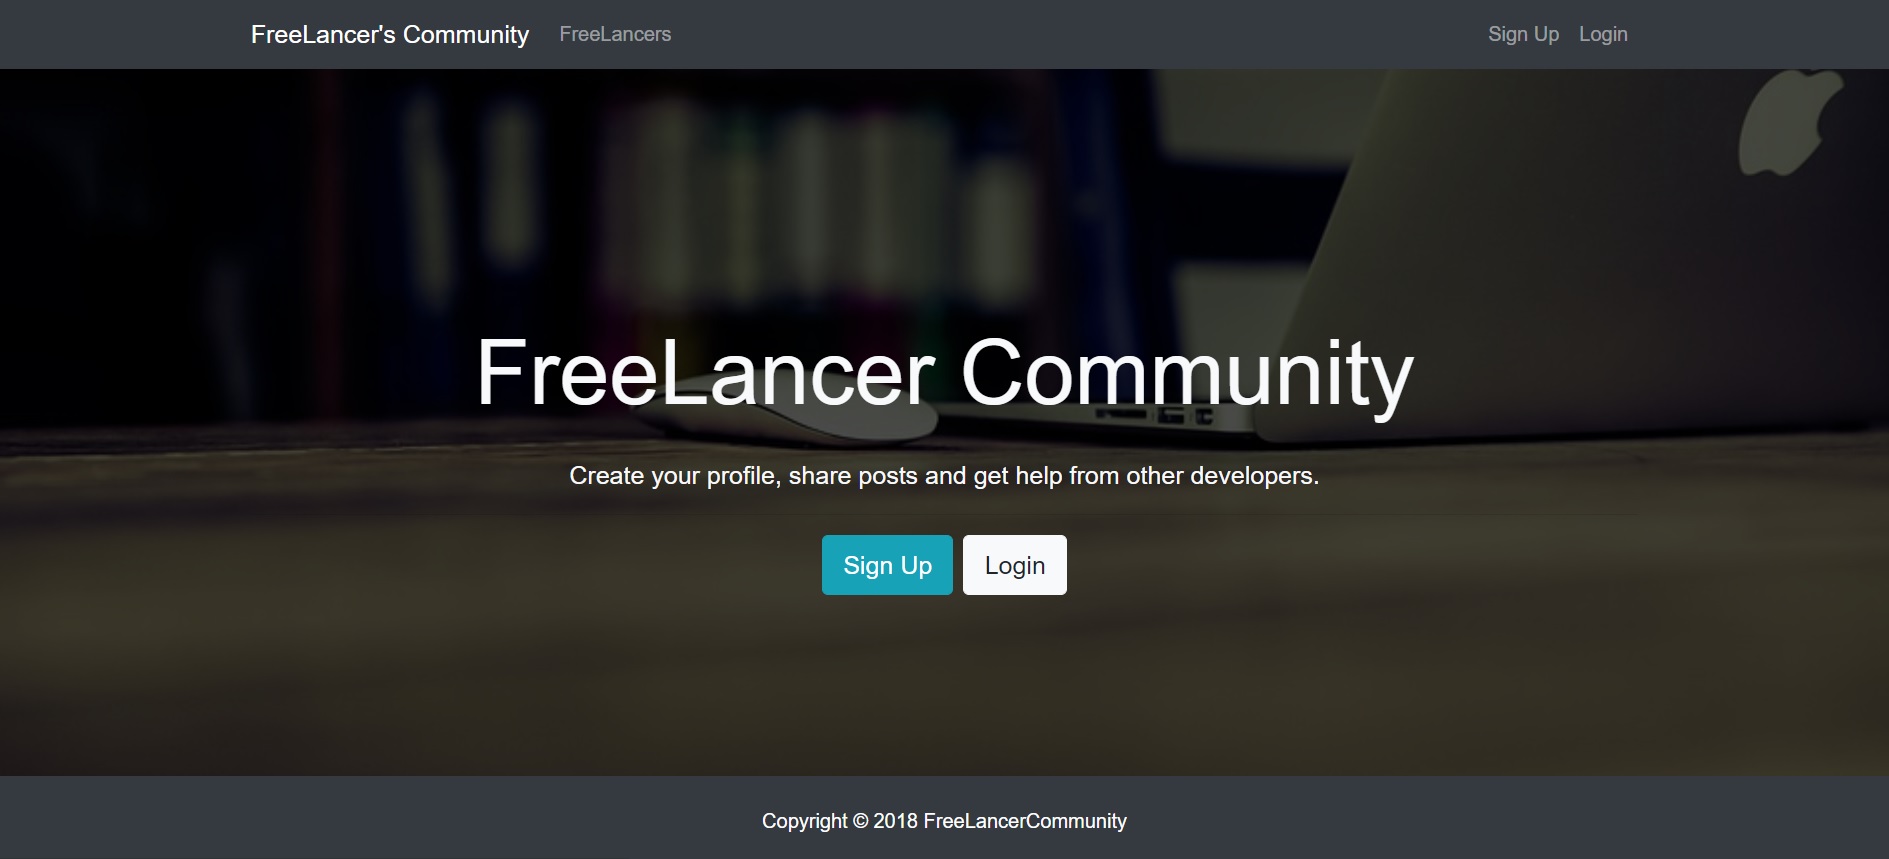 FreeLancer's Community FreeLancers Sign Up Login
FreeLancer Community
Create your profile, share posts and get help from other developers.
Sign Up Login
Copyright © 2018 FreeLancerCommunity